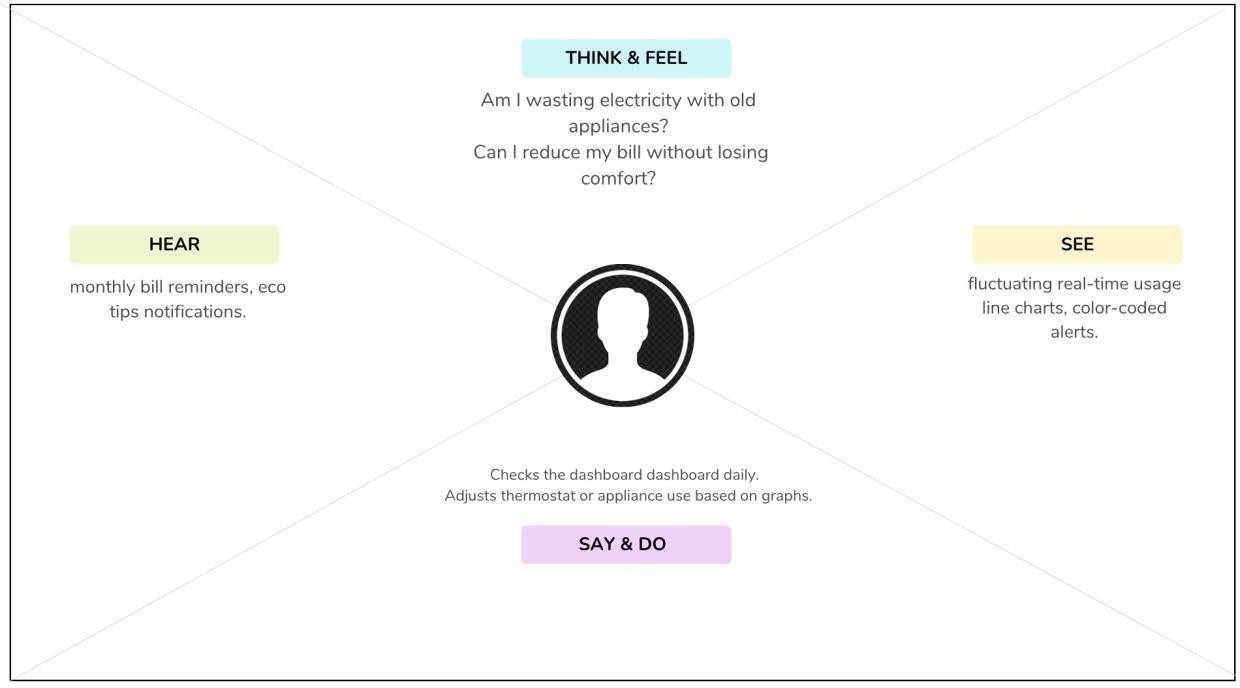 THINK & FEEL
Am I wasting electricity with old
appliances?
Can I reduce my bill without losing
comfort?
HEAR
monthly bill reminders, eco
tips notifications.
SEE
fluctuating real-time usage
line charts, color-coded
alerts.
Checks the dashboard dashboard daily.
Adjusts thermostat or appliance use based on graphs.
SAY & DO